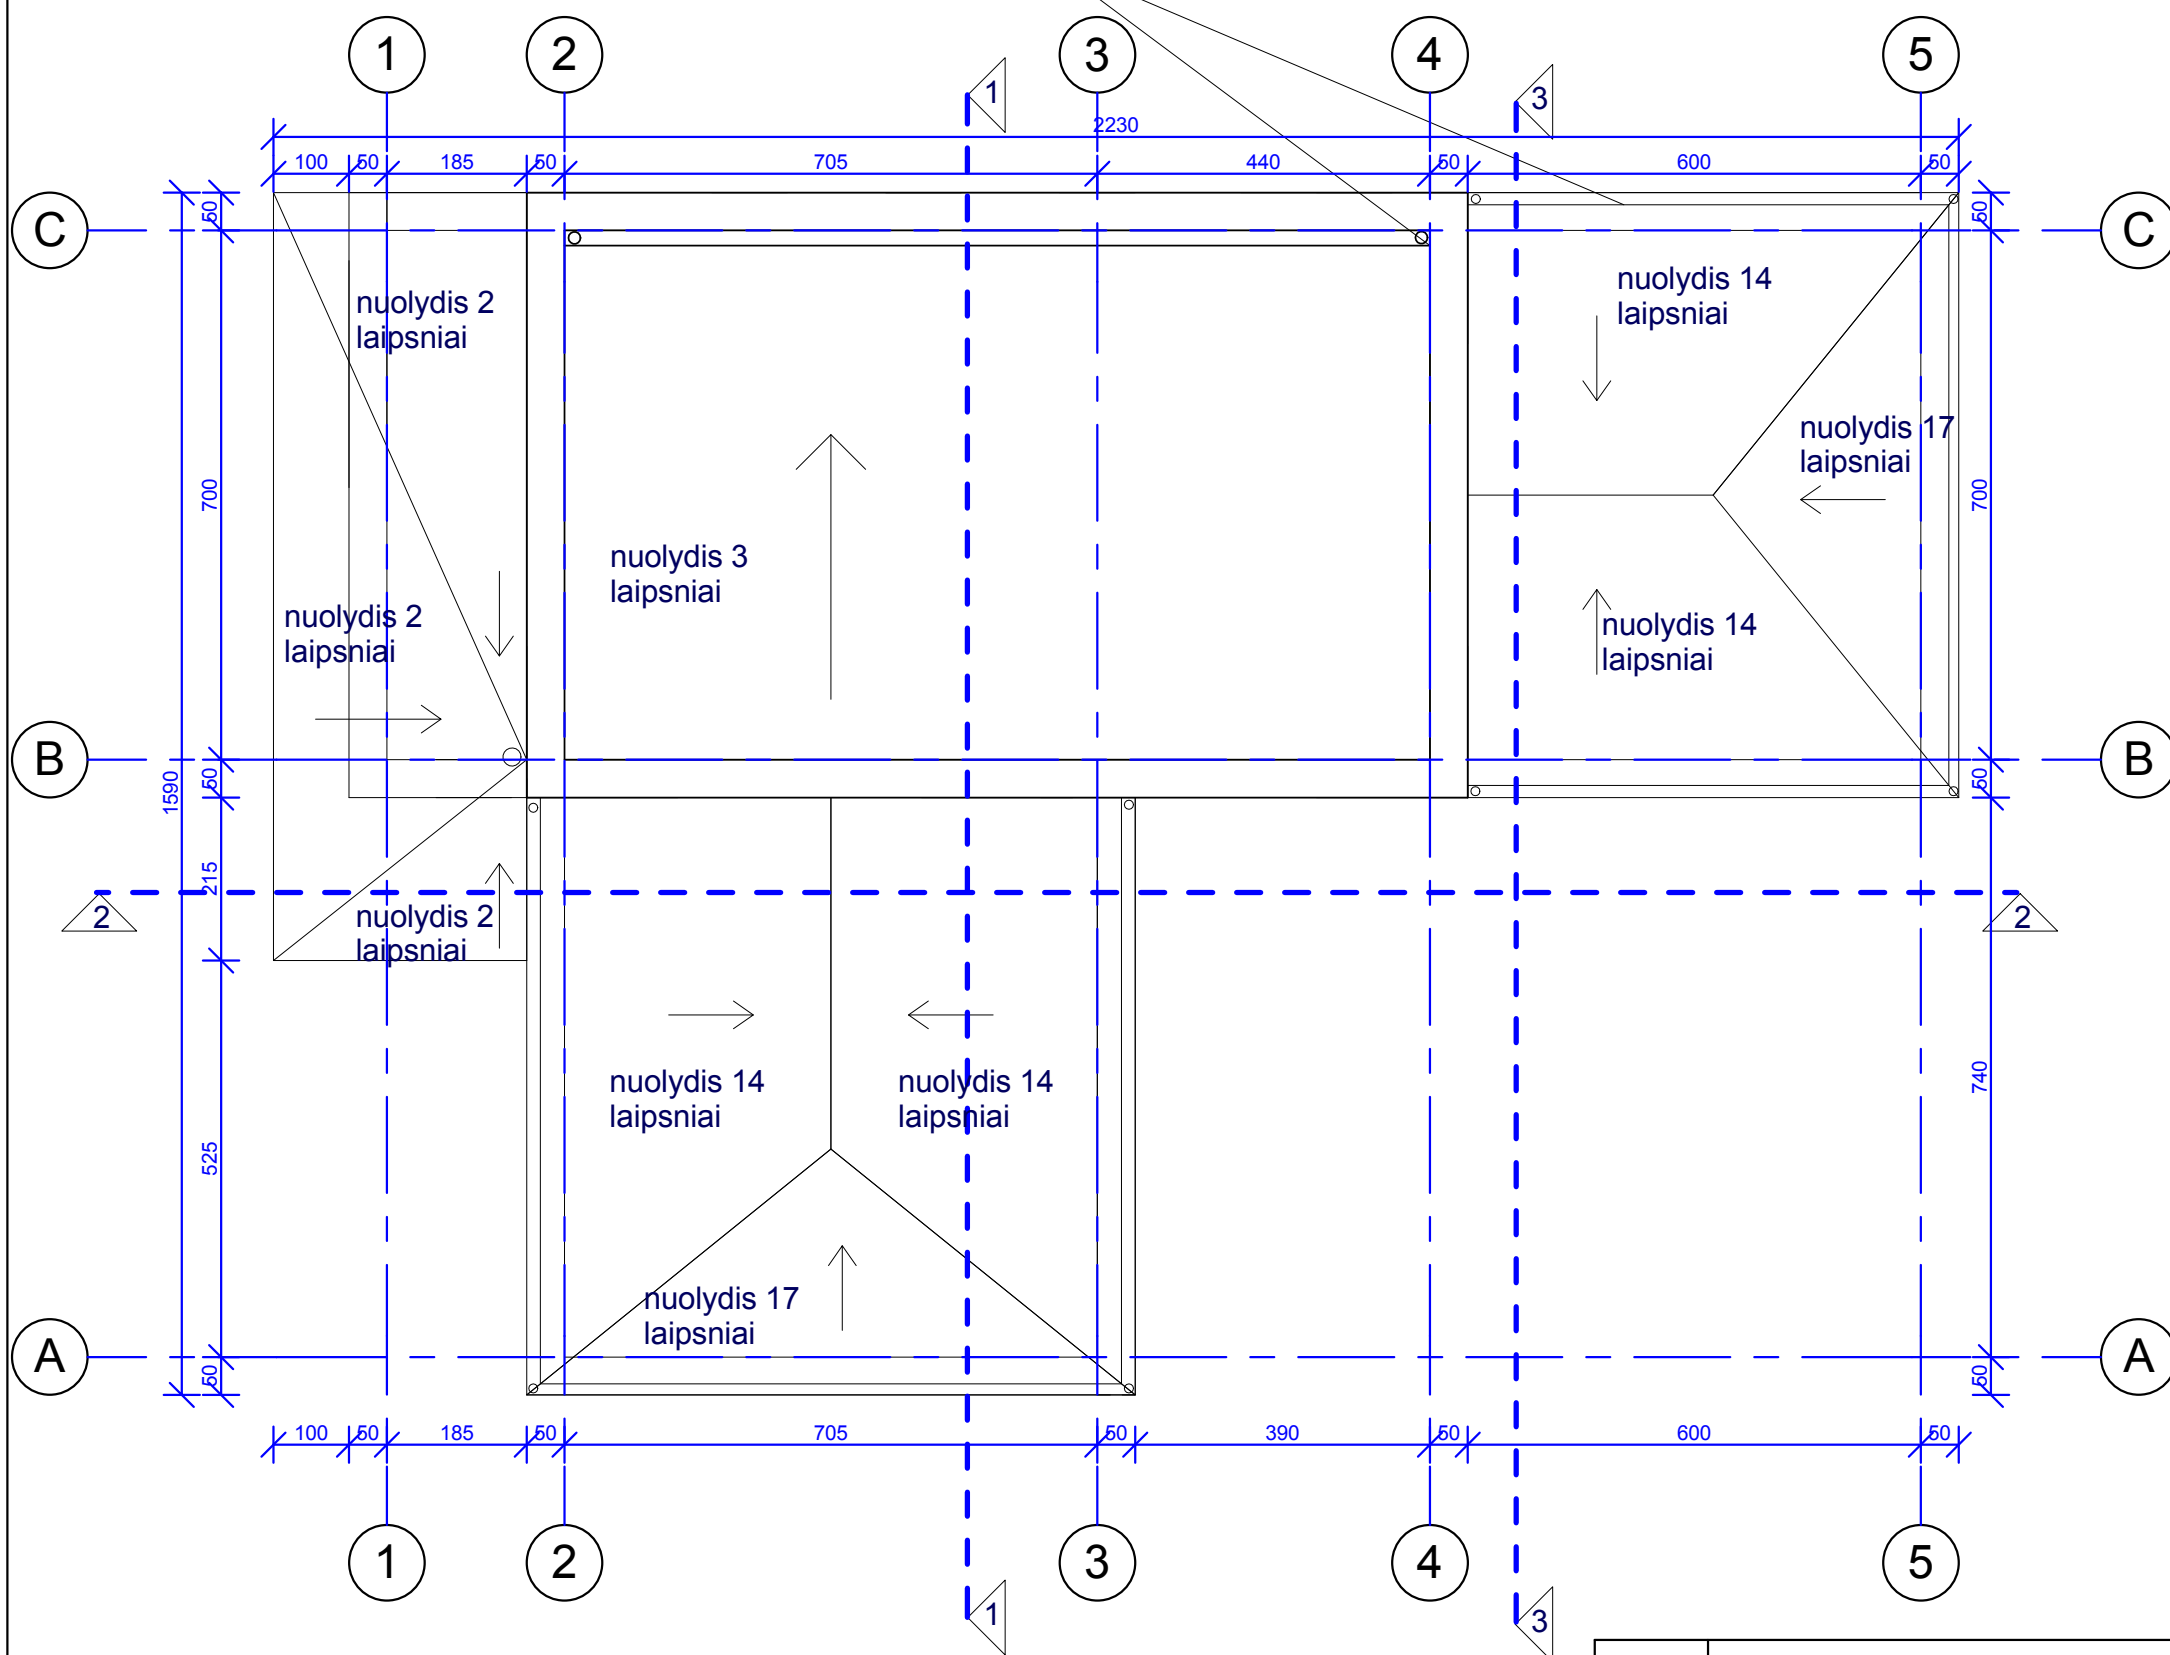 1 2 3 4 5
1 3
2230
100 50 185 50 705 440 50 600 50
C C
50 50
nuolydis 2
laipsniai
nuolydis 14
laipsniai
nuolydis 17
laipsniai
700 700
nuolydis 3
laipsniai
nuolydis 2
laipsniai
nuolydis 14
laipsniai
B B
1590
50 50
215
2 2
nuolydis 2
laipsniai
nuolydis 14
laipsniai
nuolydis 14
laipsniai
740
525
nuolydis 17
laipsniai
A A
50 50
100 50 185 50 705 50 390 50 600 50
1 2 3 4 5
1 3